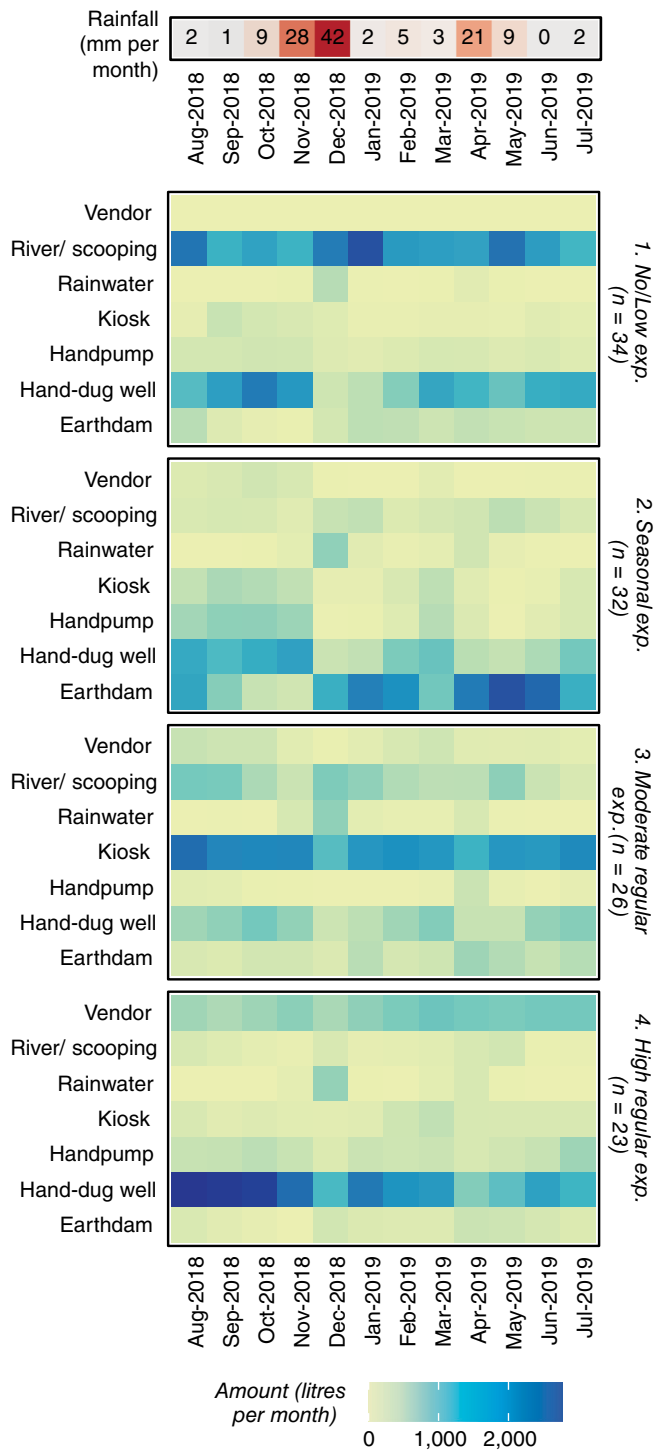 Rainfall
(mm per
month)
2 1 9 28 42 2 5 3 21 9 0 2
Aug-2018 Sep-2018 Oct-2018 Nov-2018 Dec-2018 Jan-2019 Feb-2019 Mar-2019 Apr-2019 May-2019 Jun-2019 Jul-2019
Vendor
River/ scooping
Rainwater
Kiosk
Handpump
Hand-dug well
Earthdam
1. No/Low exp.
(n = 34)
Vendor
River/ scooping
Rainwater
Kiosk
Handpump
Hand-dug well
Earthdam
2. Seasonal exp.
(n = 32)
Vendor
River/ scooping
Rainwater
Kiosk
Handpump
Hand-dug well
Earthdam
3. Moderate regular
exp.(n = 26)
Vendor
River/ scooping
Rainwater
Kiosk
Handpump
Hand-dug well
Earthdam
4. High regular exp.
(n = 23)
Aug-2018 Sep-2018 Oct-2018 Nov-2018 Dec-2018 Jan-2019 Feb-2019 Mar-2019 Apr-2019 May-2019 Jun-2019 Jul-2019
Amount (litres
per month)
0 1,000 2,000